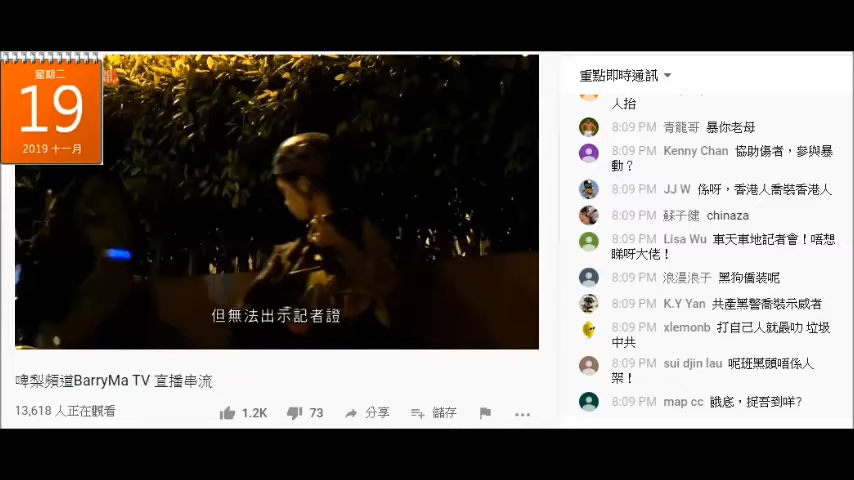 星期二
19
2019 十一月
但無法出示記者證
啤梨頻道BarryMa TV 直播串流
13,618 人正在觀看
1.2K
73
分享
儲存
重點即時通訊
人抬
8:09 PM 青龍哥 暴你老母
8:09 PM Kenny Chan 協助傷者，參與暴
動？
8:09 PM JJ W 係呀，香港人喬裝香港人
8:09 PM 蘇子健 chinaza
8:09 PM Lisa Wu 車天車地記者會！唔想
睇呀大佬！
8:09 PM 浪漫浪子 黑狗僑装呢
8:09 PM K.Y Yan 共產黑警喬裝示威者
8:09 PM xlemonb 打自己人就最叻 垃圾
中共
8:09 PM sui djin lau 呢班黑頭唔係人
架！
8:09 PM map cc 餓底，捉吾到咩?